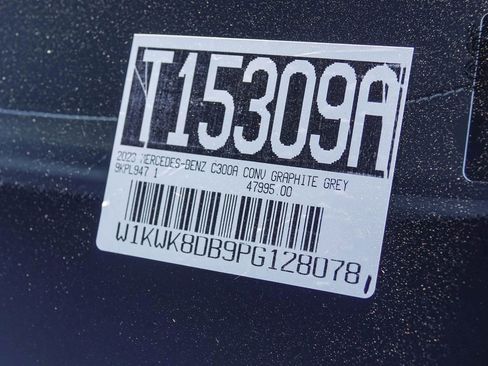 T15309A
2023 MERCEDES-BENZ C300A CONV GRAPHITE GREY
9KPL947 1 47995.00
W1KWK8DB9PG128078